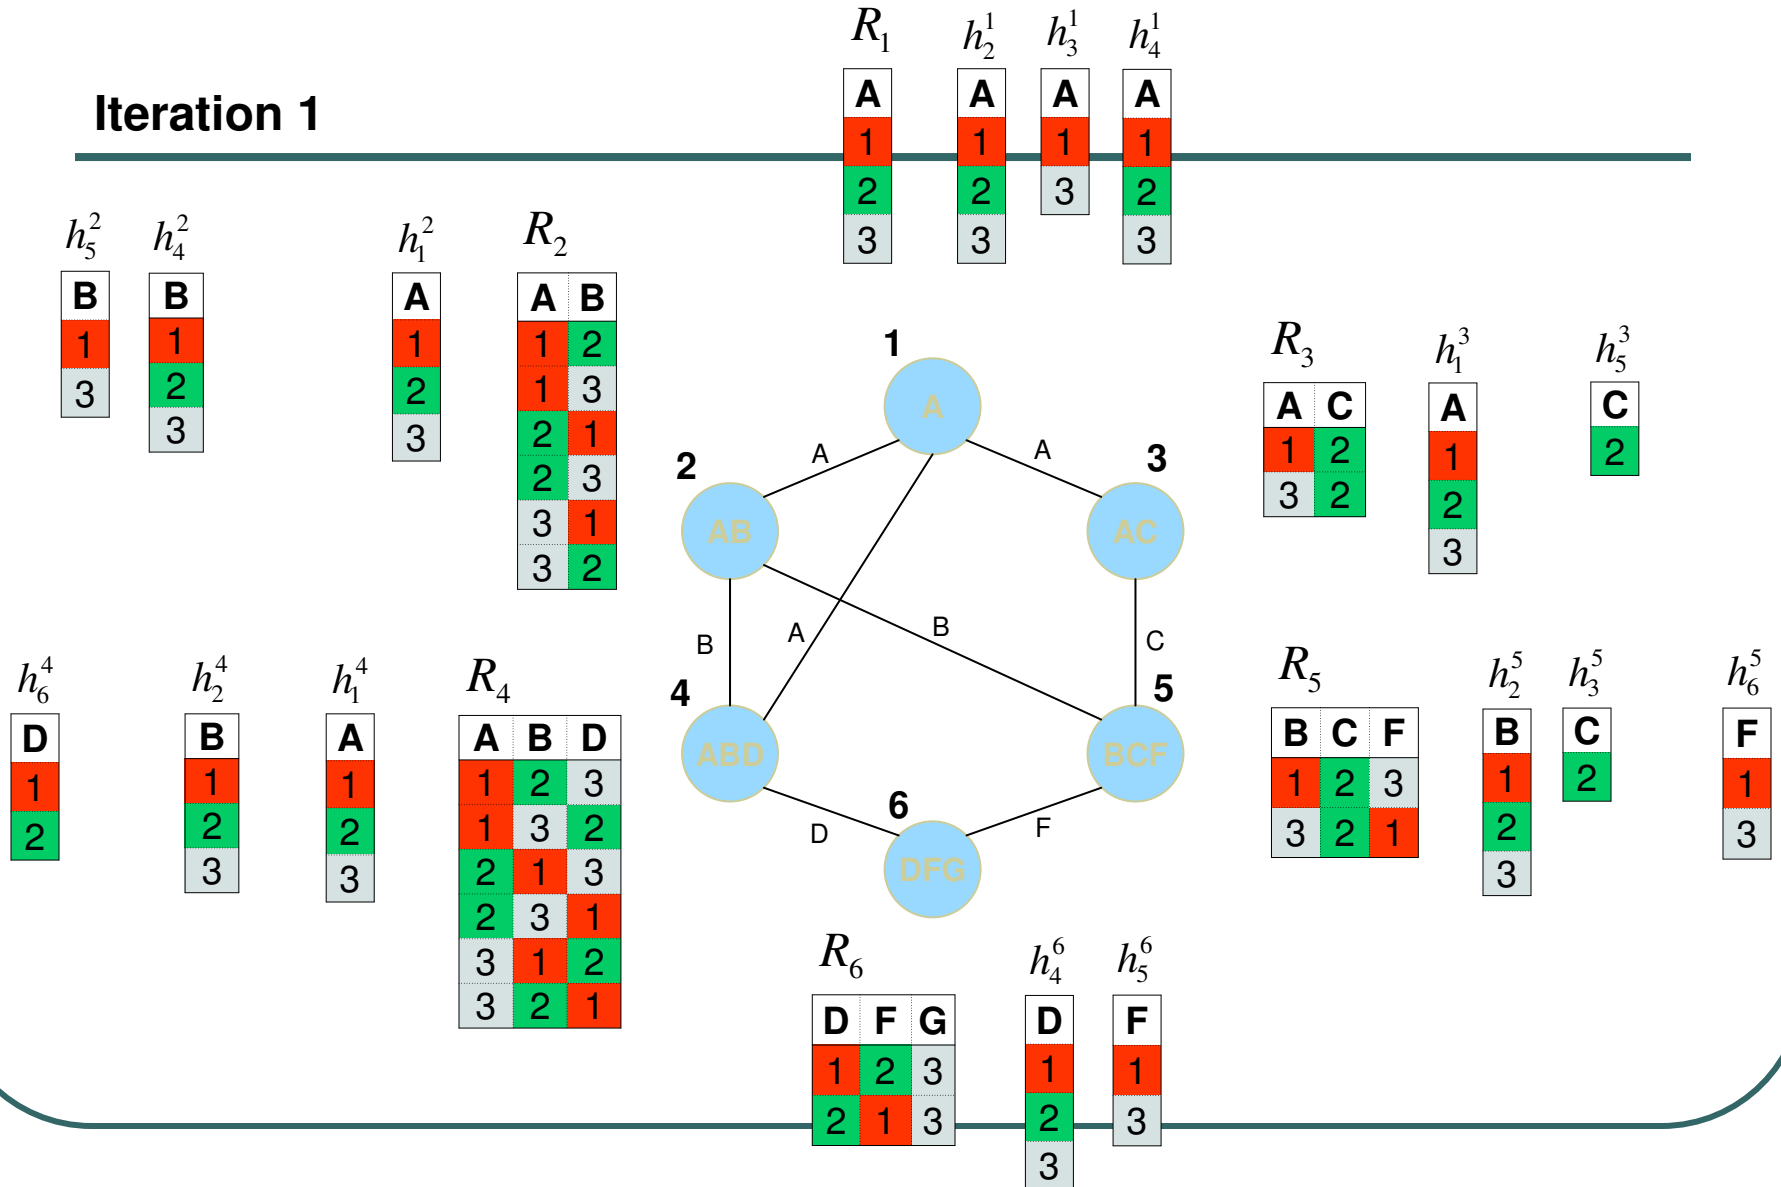 Iteration 1
R1 h12 h13 h14
A A A A
1 1 1 1
2 2 3 2
3 3 3
h25 h24 h21 R2
B B A A B
1 1 1 1 2
3 2 2 1 3
3 3 2 1
2 3
3 1
3 2
R3 h31 h35
A C A C
1 2 1 2
3 2 2
3
1
A
A A
2 3
AB AC
B A B C
4 5
ABD BCF
6
D F
DFG
h46 h42 h41 R4
D B A A B D
1 1 1 1 2 3
2 2 2 1 3 2
3 3 2 1 3
2 3 1
3 1 2
3 2 1
R5 h52 h53 h56
B C F B C F
1 2 3 1 2 1
3 2 1 2 3
3
R6 h64 h65
D F G D F
1 2 3 1 1
2 1 3 2 3
3